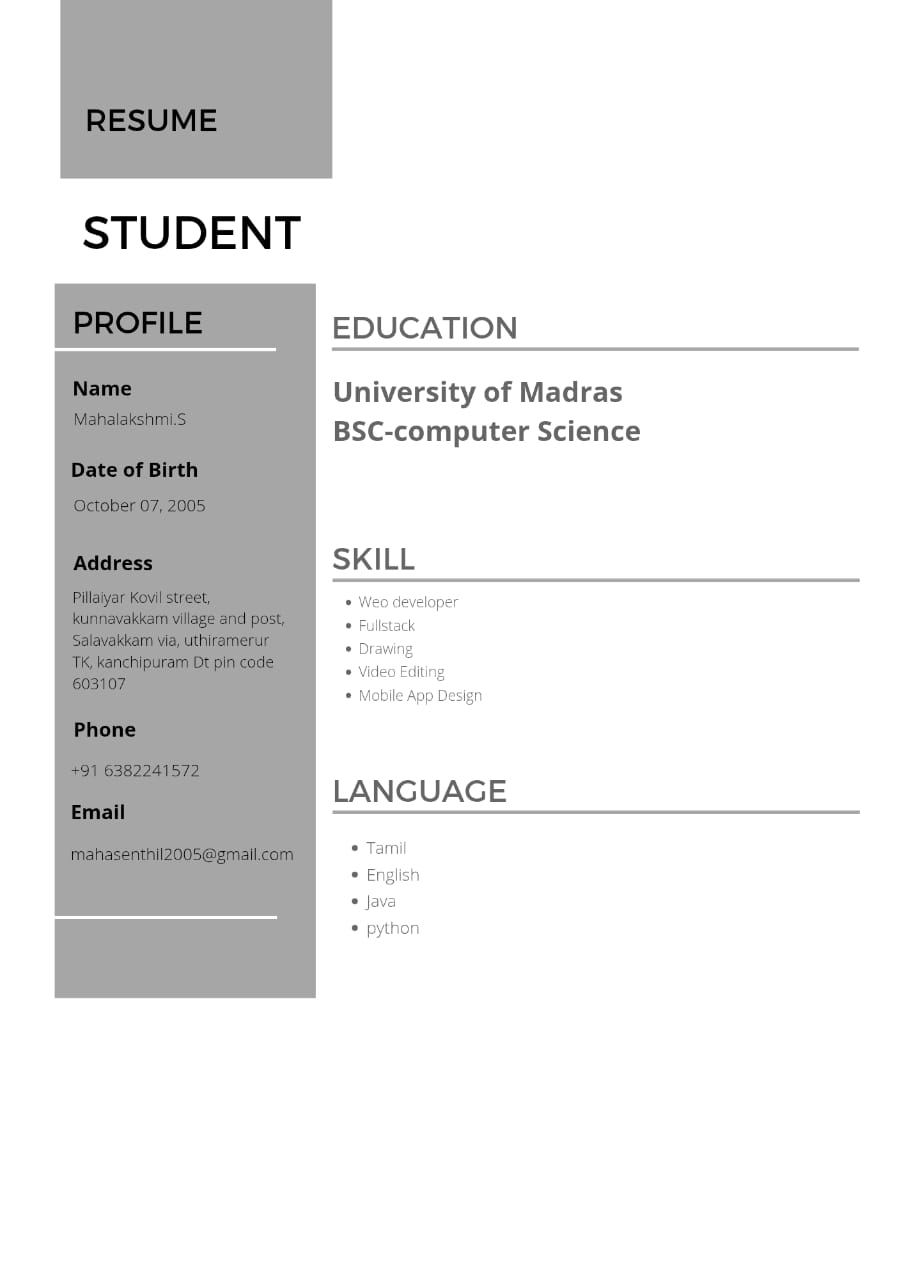 RESUME
STUDENT
PROFILE
Name
Mahalakshmi.S
Date of Birth
October 07, 2005
Address
Pillaiyar Kovil street,
kunnavakkam village and post,
Salavakkam via, uthiramerur
TK, kanchipuram Dt pin code
603107
Phone
+91 6382241572
Email
mahasenthil2005@gmail.com
EDUCATION
University of Madras
BSC-computer Science
SKILL
• Weo developer
• Fullstack
• Drawing
• Video Editing
• Mobile App Design
LANGUAGE
• Tamil
• English
• Java
• python